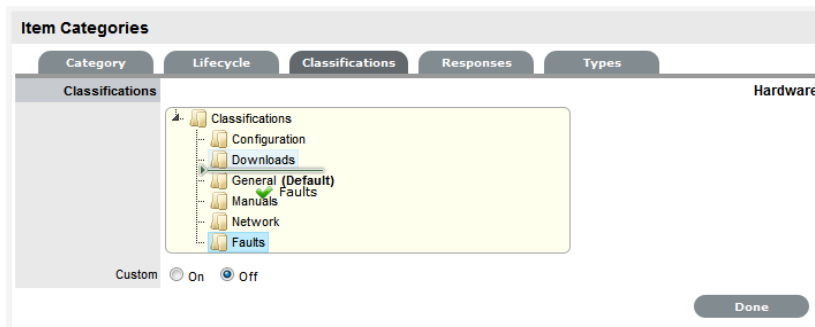 Item Categories
Category Lifecycle Classifications Responses Types
Classifications Hardware
Classifications
Configuration
Downloads
General (Default)
Faults
Manuals
Network
Faults
Custom On Off
Done